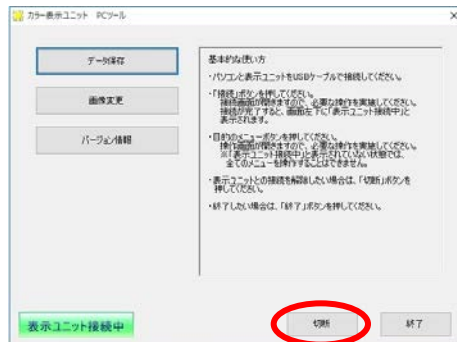 カラー表示ユニット PCツール
データ保存
画像変更
バージョン情報
基本的な使い方
・パソコンと表示ユニットをUSBケーブルで接続してください。
・「接続」ボタンを押してください。
接続画面が開きますので、必要な操作を実施してください。
接続が完了すると、画面左下に「表示ユニット接続中」と
表示されます。
・目的のメニューボタンを押してください。
操作画面が開きますので、必要な操作を実施してください。
※「表示ユニット接続中」と表示されていない状態では、
全てのメニューを操作することはできません。
・表示ユニットとの接続を解除したい場合は、「切断」ボタンを
押してください。
・終了したい場合は、「終了」ボタンを押してください。
表示ユニット接続中
切断
終了